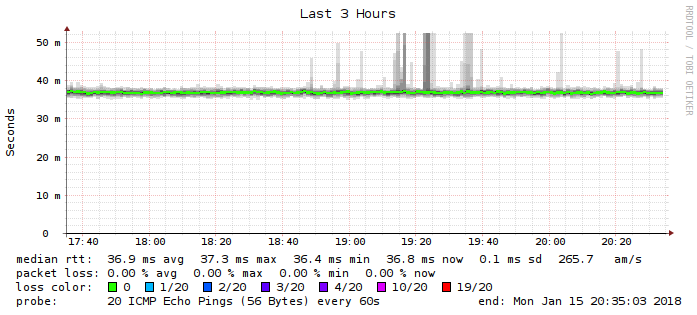 Last 3 Hours
RRDTOOL / TOBI OETIKER
Seconds
50 m
40 m
30 m
20 m
10 m
0
17:40 18:00 18:20 18:40 19:00 19:20 19:40 20:00 20:20
median rtt: 36.9 ms avg 37.3 ms max 36.4 ms min 36.8 ms now 0.1 ms sd 265.7 am/s
packet loss: 0.00 % avg 0.00 % max 0.00 % min 0.00 % now
loss color: 0 1/20 2/20 3/20 4/20 10/20 19/20
probe: 20 ICMP Echo Pings (56 Bytes) every 60s end: Mon Jan 15 20:35:03 2018